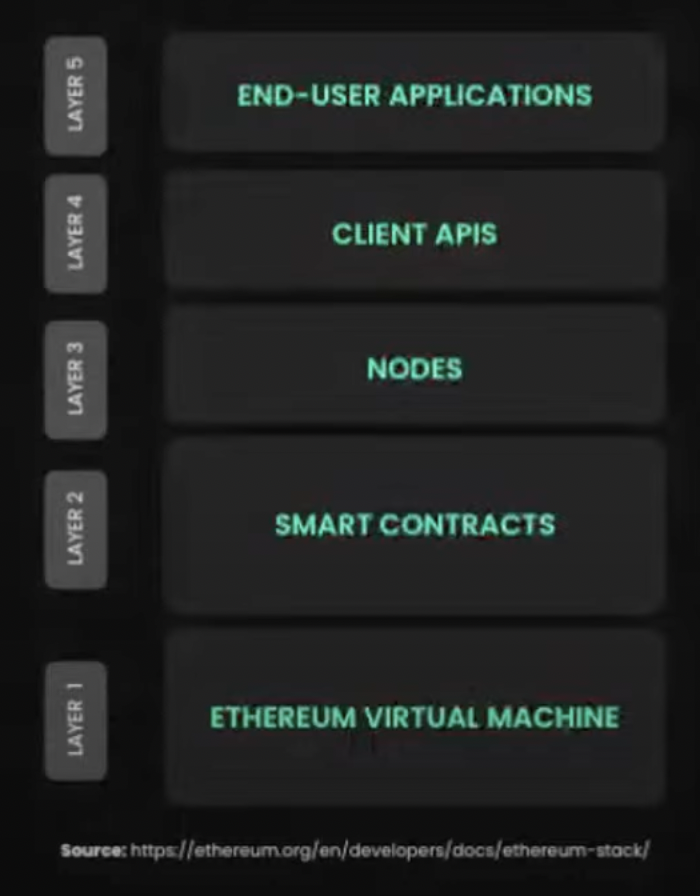 LAYER 5
END-USER APPLICATIONS
LAYER 4
CLIENT APIS
LAYER 3
NODES
LAYER 2
SMART CONTRACTS
LAYER 1
ETHEREUM VIRTUAL MACHINE
Source: https://ethereum.org/en/developers/docs/ethereum-stack/